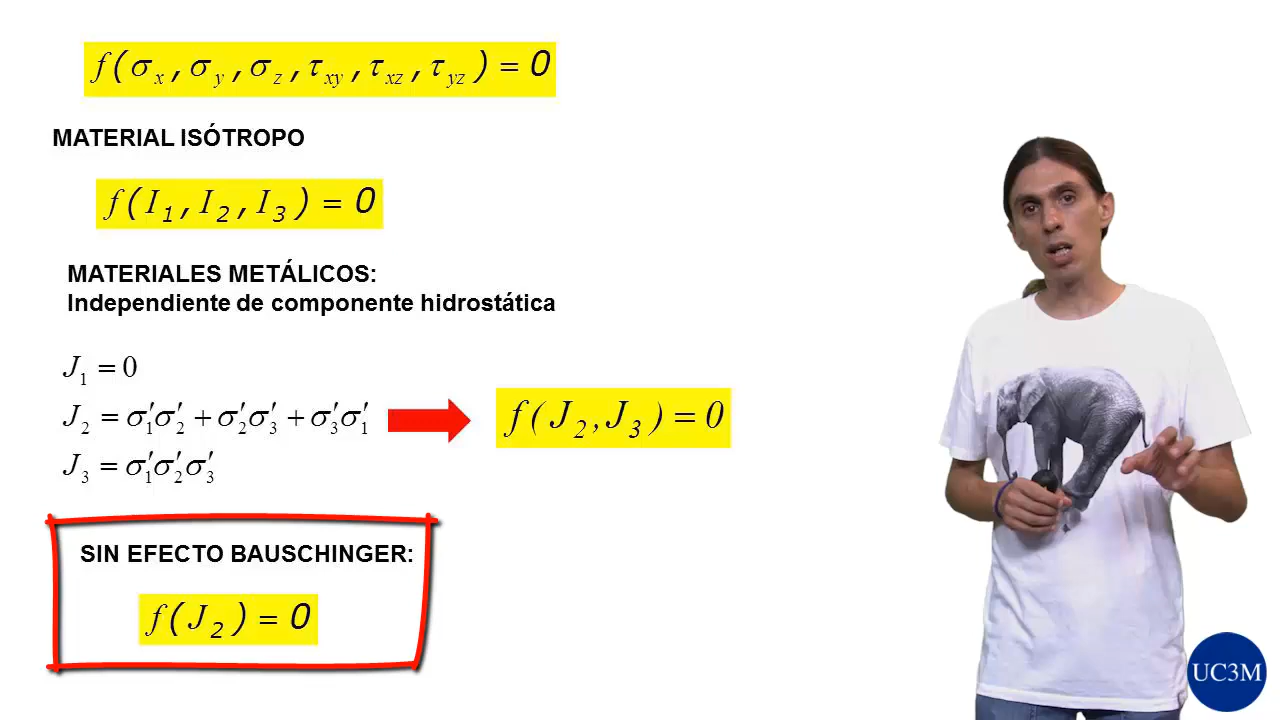 f(σx,σy,σz,τxy,τxz,τyz)=0
MATERIAL ISÓTROPO
f(I1,I2,I3)=0
MATERIALES METÁLICOS:
Independiente de componente hidrostática
J1 = 0
J2 = σ′1σ′2 + σ′2σ′3 + σ′3σ′1
f(J2,J3)=0
J3 = σ′1σ′2σ′3
SIN EFECTO BAUSCHINGER:
f(J2)=0
UC3M